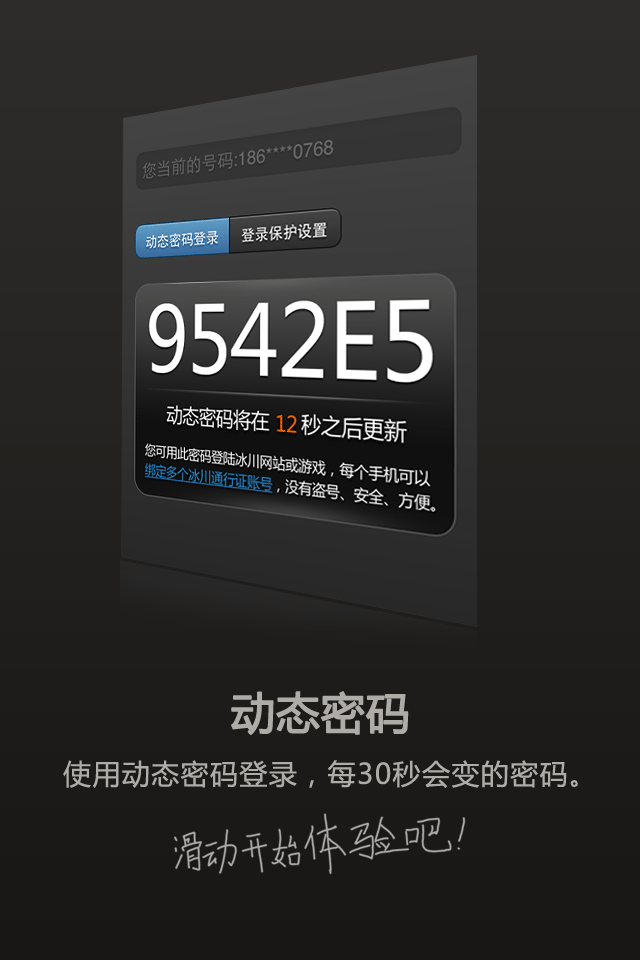 您当前的号码:186****0768
动态密码登录 登录保护设置
9542E5
动态密码将在 12 秒之后更新
您可用此密码登陆冰川网站或游戏，每个手机可以
绑定多个冰川通行证账号，没有盗号、安全、方便。
动态密码
使用动态密码登录，每30秒会变的密码。
滑动开始体验吧！